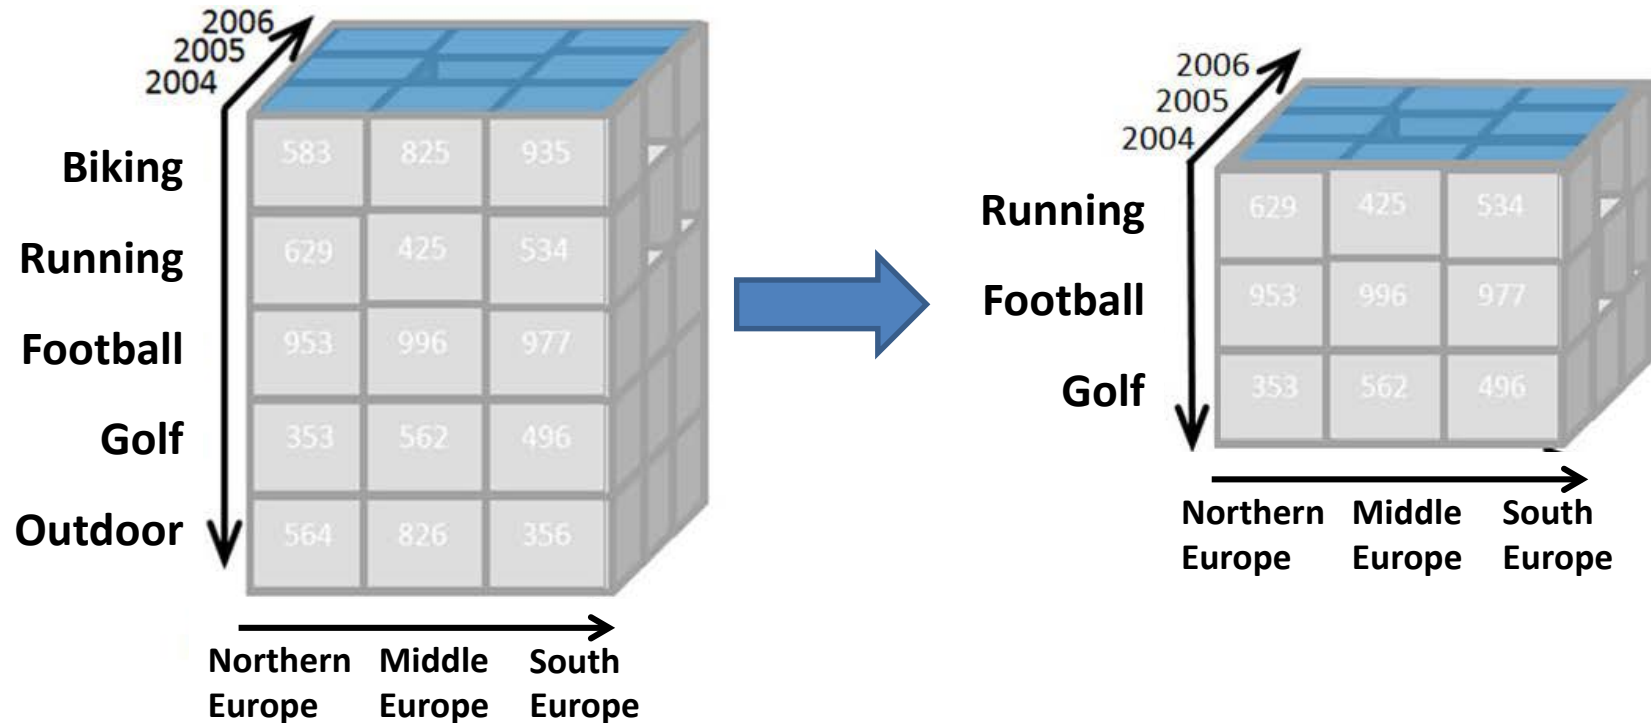 2006
2005
2004
Biking
583 825 935
Running
629 425 534
Football
953 996 977
Golf
353 562 496
Outdoor
564 826 356
Northern Middle South
Europe Europe Europe
2006
2005
2004
Running
629 425 534
Football
953 996 977
Golf
353 562 496
Northern Middle South
Europe Europe Europe